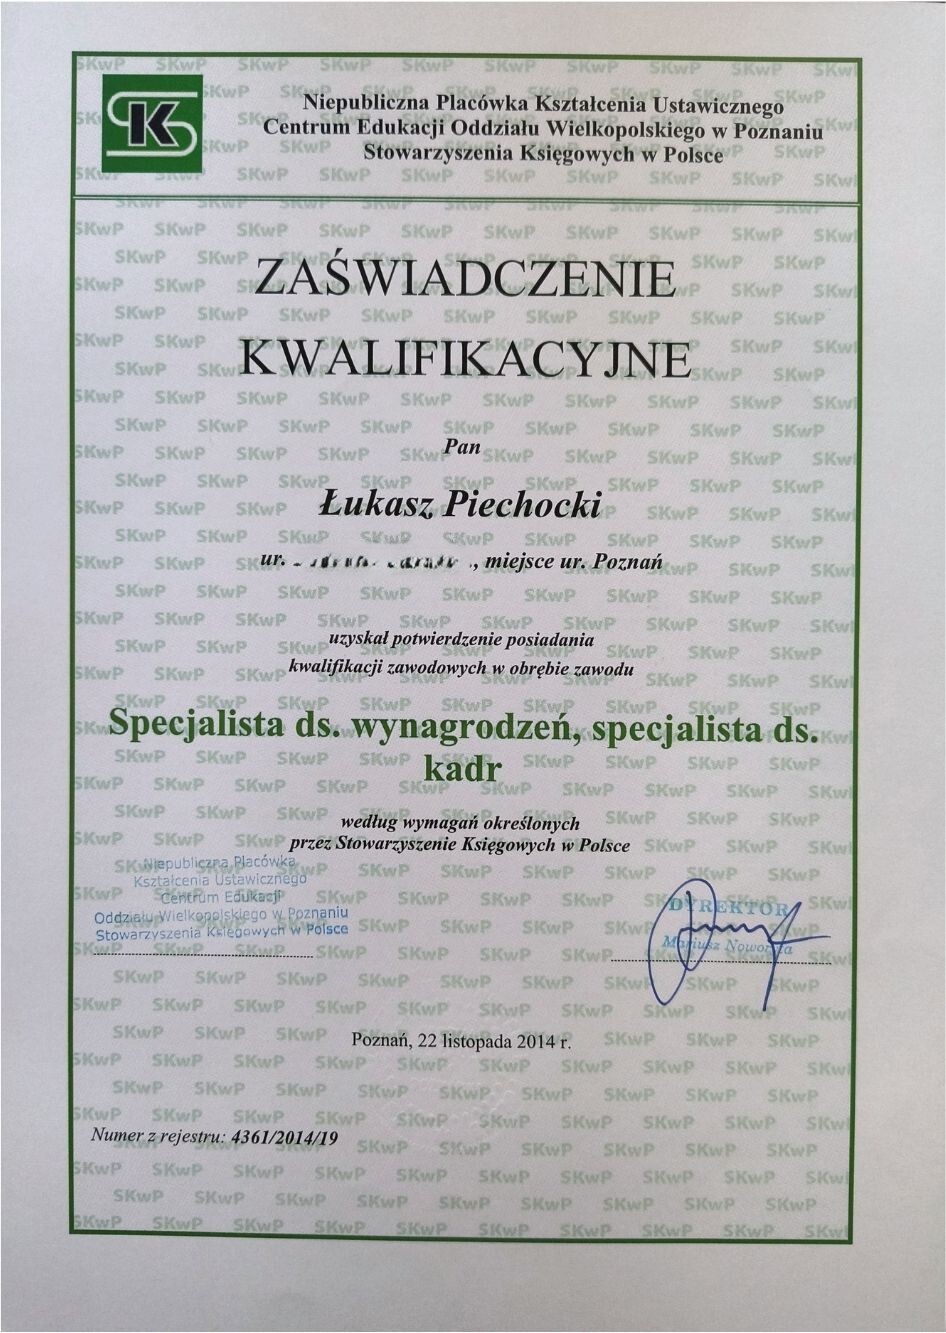 Niepubliczna Placówka Kształcenia Ustawicznego
Centrum Edukacji Oddziału Wielkopolskiego w Poznaniu
Stowarzyszenia Księgowych w Polsce
ZAŚWIADCZENIE
KWALIFIKACYJNE
Pan
Łukasz Piechocki
ur. , miejsce ur. Poznań
uzyskał potwierdzenie posiadania
kwalifikacji zawodowych w obrębie zawodu
Specjalista ds. wynagrodzeń, specjalista ds.
kadr
według wymagań określonych
przez Stowarzyszenie Księgowych w Polsce
Niepubliczna Placówka
Kształcenia Ustawicznego
Centrum Edukacji
Oddziału Wielkopolskiego w Poznaniu
Stowarzyszenia Księgowych w Polsce
DYREKTOR
Mariusz
Poznań, 22 listopada 2014 r.
Numer z rejestru: 4361/2014/19